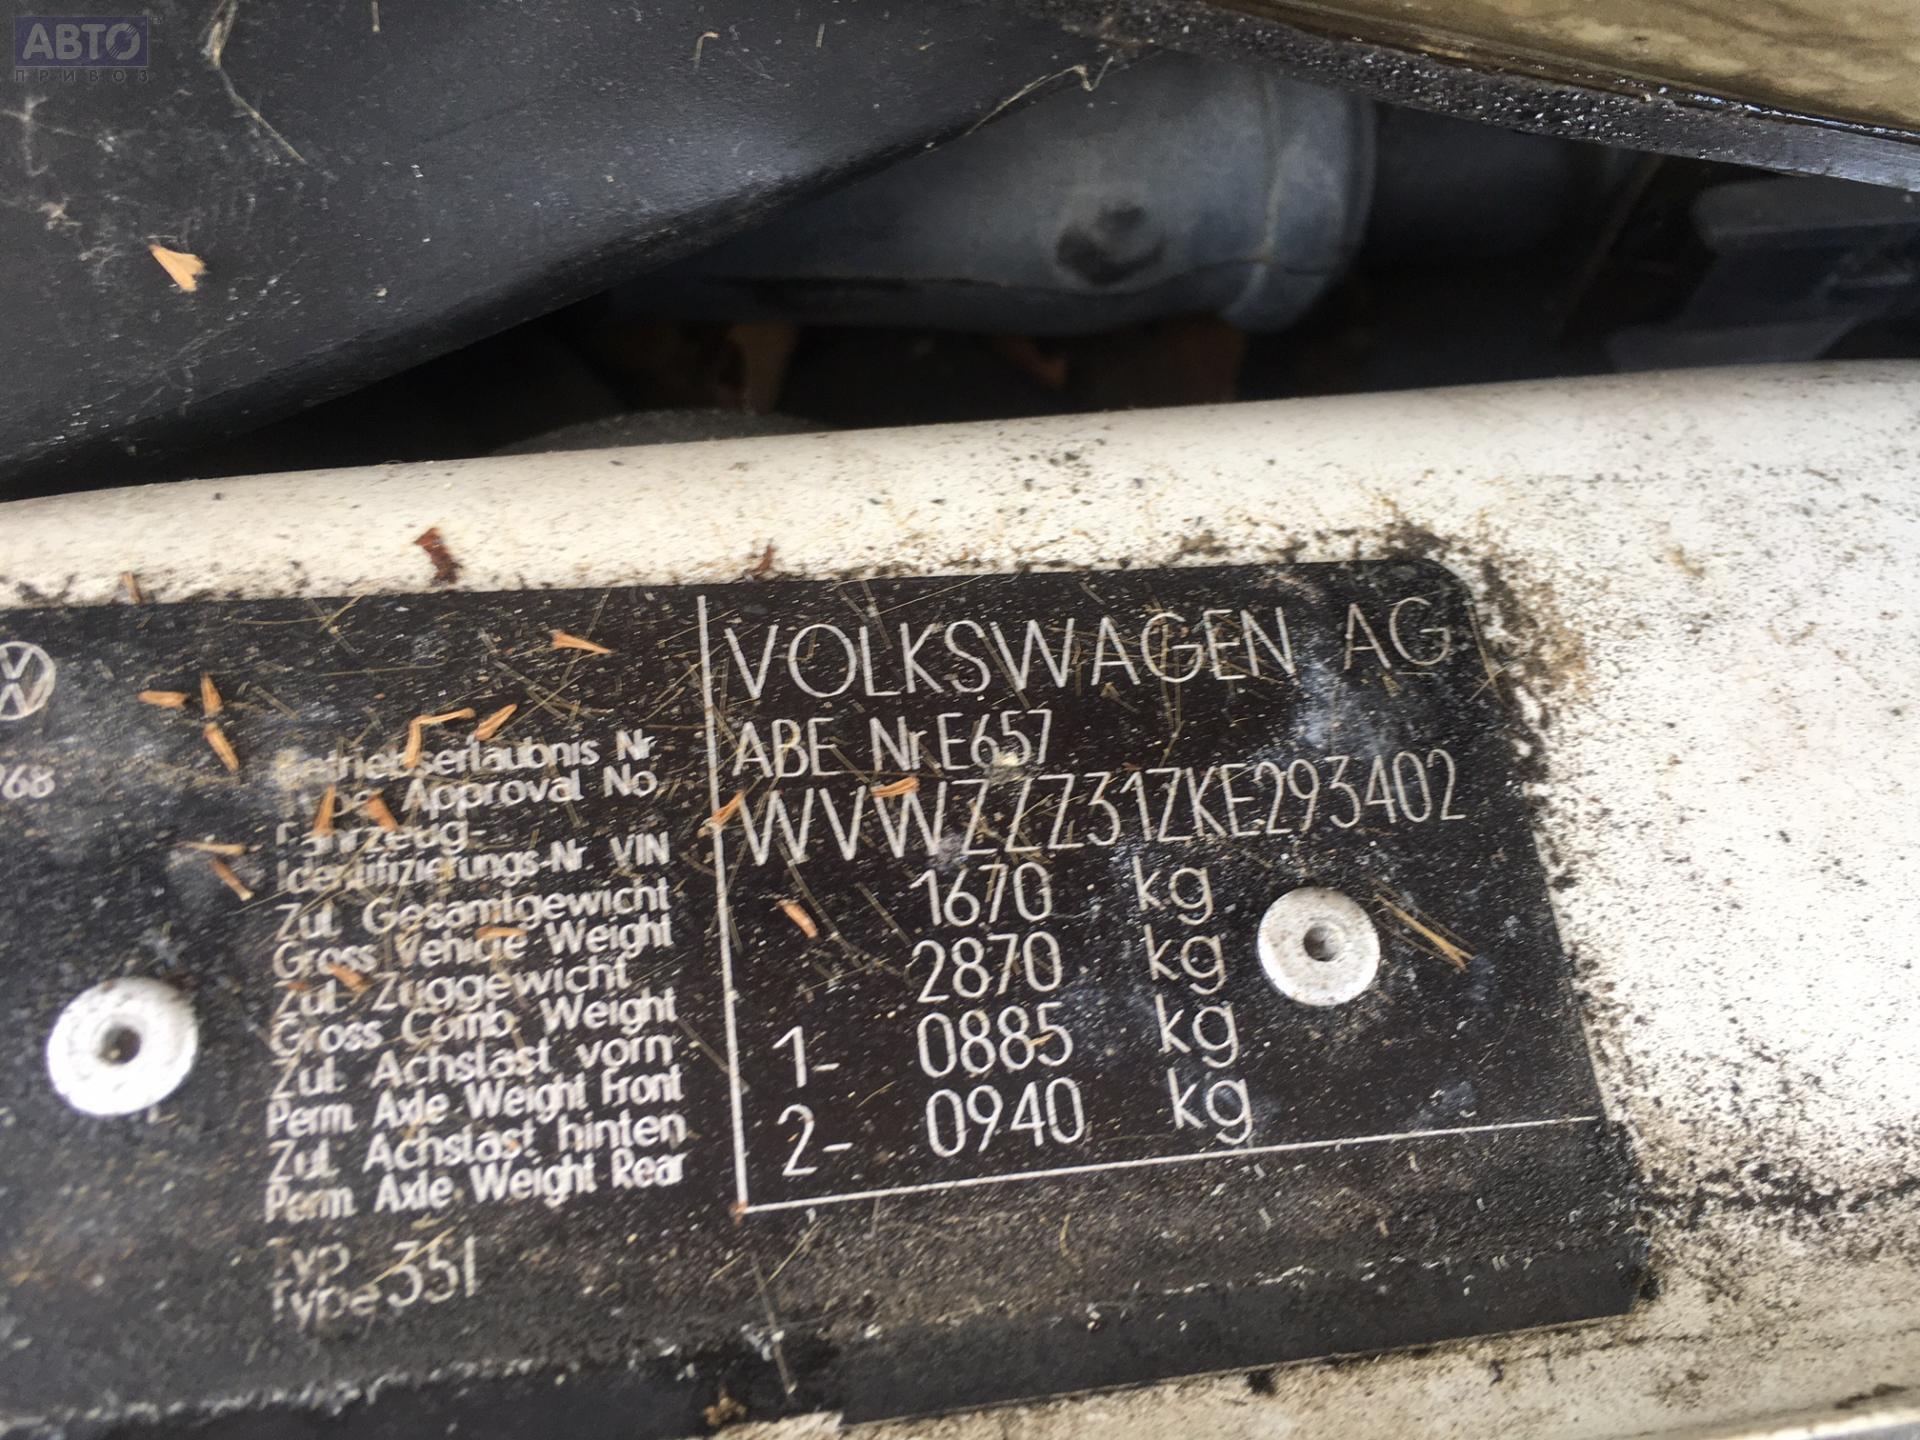 АВТО
ПРИВОЗ
VOLKSWAGEN AG
Betriebserlaubnis Nr.
ABE Nr.E657
Type Approval No.
968
Fahrzeug-
WVWZZZ31ZKE293402
Identifizierungs-Nr. VIN
Zul. Gesamtgewicht
1670 kg
Gross Vehicle Weight
Zul. Zuggewicht
2870 kg
Gross Comb. Weight
Zul. Achslast vorn
1- 0885 kg
Perm. Axle Weight Front
Zul. Achslast hinten
2- 0940 kg
Perm. Axle Weight Rear
Typ
Type 35I